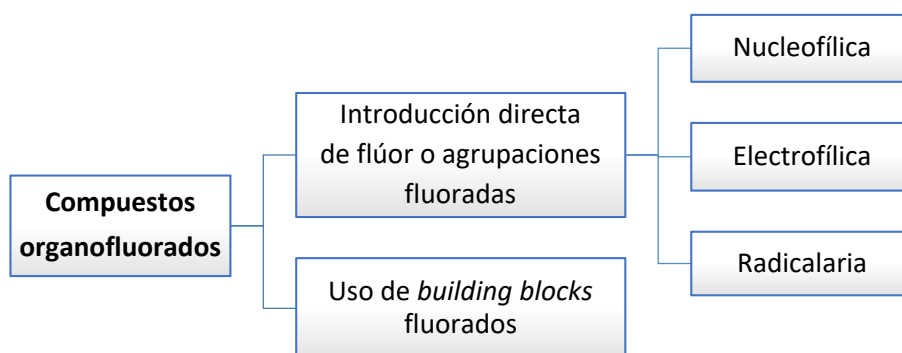 Compuestos
organofluorados
Introducción directa
de flúor o agrupaciones
fluoradas
Uso de building blocks
fluorados
Nucleofílica
Electrofílica
Radicalaria